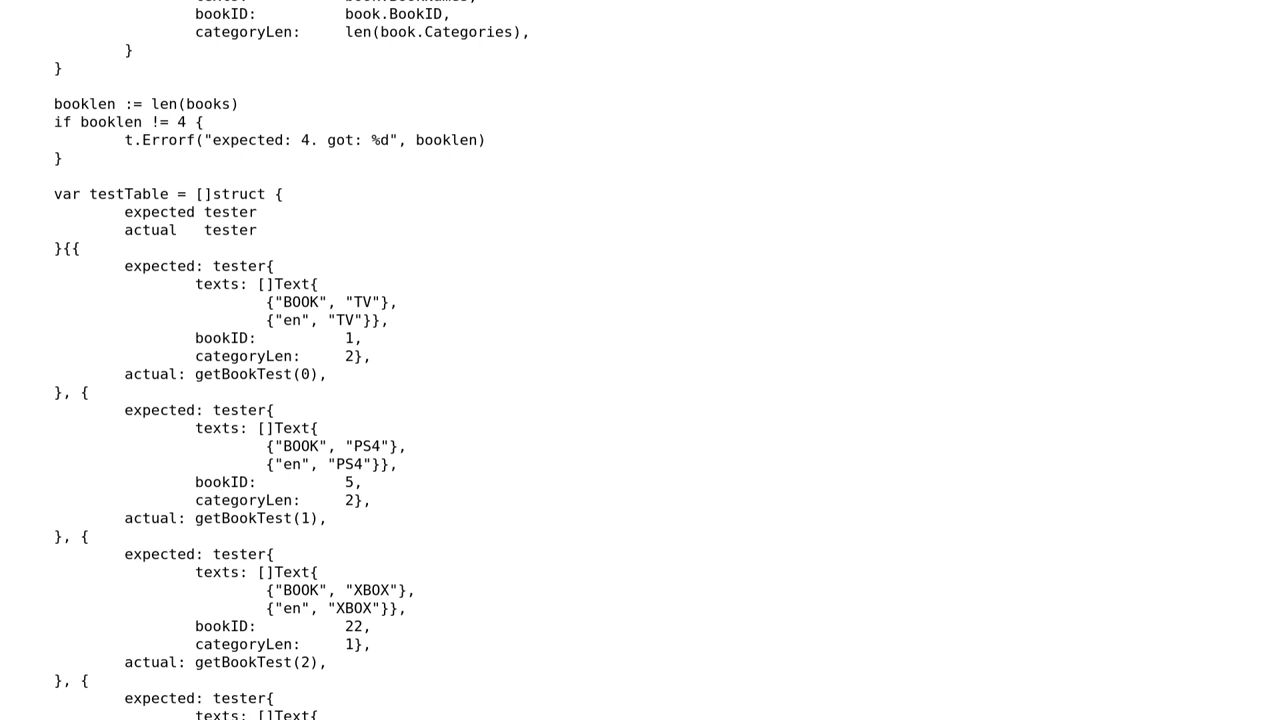 bookID:          book.BookID,
categoryLen:     len(book.Categories),
}
}
booklen := len(books)
if booklen != 4 {
t.Errorf("expected: 4. got: %d", booklen)
}
var testTable = []struct {
expected tester
actual   tester
}{{
expected: tester{
texts: []Text{
{"BOOK", "TV"},
{"en", "TV"}},
bookID:          1,
categoryLen:     2},
actual: getBookTest(0),
}, {
expected: tester{
texts: []Text{
{"BOOK", "PS4"},
{"en", "PS4"}},
bookID:          5,
categoryLen:     2},
actual: getBookTest(1),
}, {
expected: tester{
texts: []Text{
{"BOOK", "XBOX"},
{"en", "XBOX"}},
bookID:          22,
categoryLen:     1},
actual: getBookTest(2),
}, {
expected: tester{
texts: []Text{